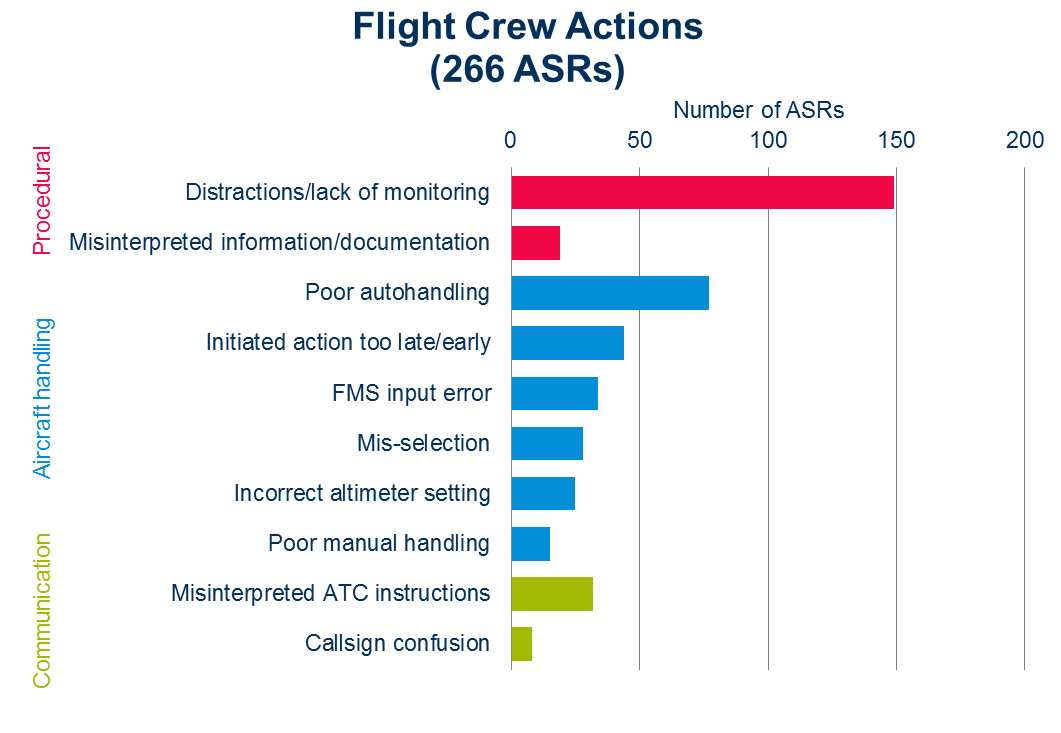 Flight Crew Actions
(266 ASRs)
Number of ASRs
0 50 100 150 200
Procedural
Distractions/lack of monitoring
Misinterpreted information/documentation
Aircraft handling
Poor autohandling
Initiated action too late/early
FMS input error
Mis-selection
Incorrect altimeter setting
Poor manual handling
Communication
Misinterpreted ATC instructions
Callsign confusion